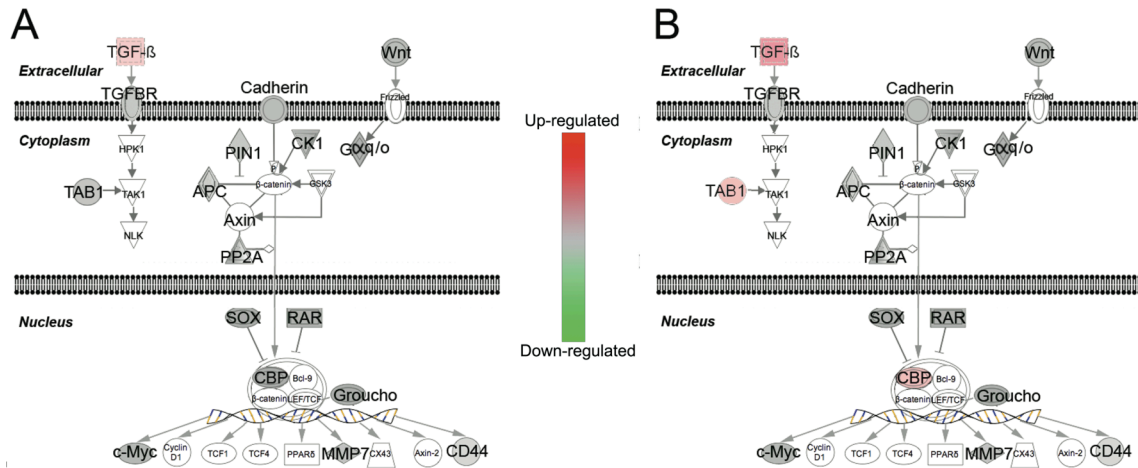 A
TGF-ß
Wnt
Extracellular
TGFBR
Cadherin
Frizzled
Cytoplasm
HPK1
PIN1
CK1
Gαq/o
P
TAB1
TAK1
APC
β-catenin
GSK3
Axin
NLK
PP2A
Nucleus
SOX
RAR
CBP
Bcl-9
β-catenin
LEF/TCF
Groucho
c-Myc
Cyclin
D1
TCF1
TCF4
PPARδ
MMP7
CX43
Axin-2
CD44
Up-regulated
Down-regulated
B
TGF-ß
Wnt
Extracellular
TGFBR
Cadherin
Frizzled
Cytoplasm
HPK1
PIN1
CK1
Gαq/o
P
TAB1
TAK1
APC
β-catenin
GSK3
Axin
NLK
PP2A
Nucleus
SOX
RAR
CBP
Bcl-9
β-catenin
LEF/TCF
Groucho
c-Myc
Cyclin
D1
TCF1
TCF4
PPARδ
MMP7
CX43
Axin-2
CD44